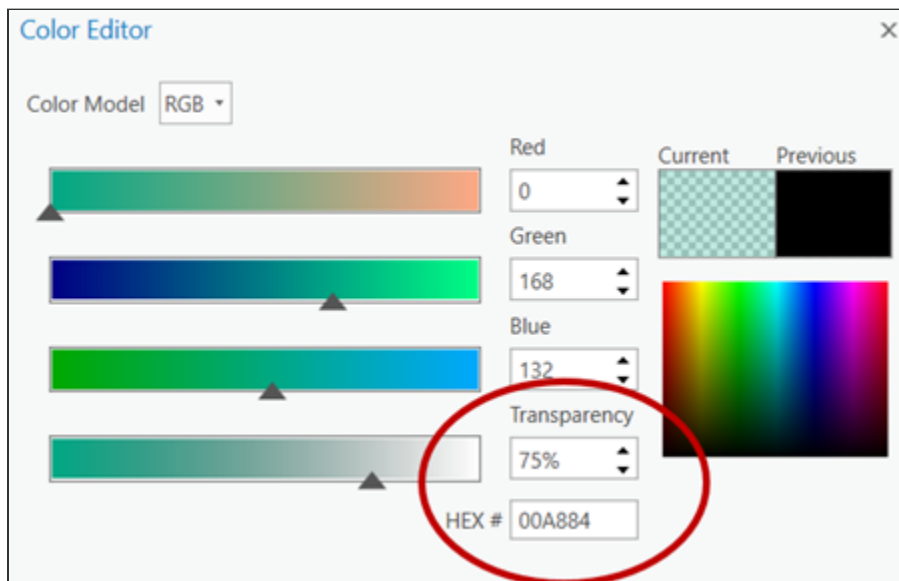 Color Editor
Color Model RGB
Red
0
Current Previous
Green
168
Blue
132
Transparency
75%
HEX # 00A884